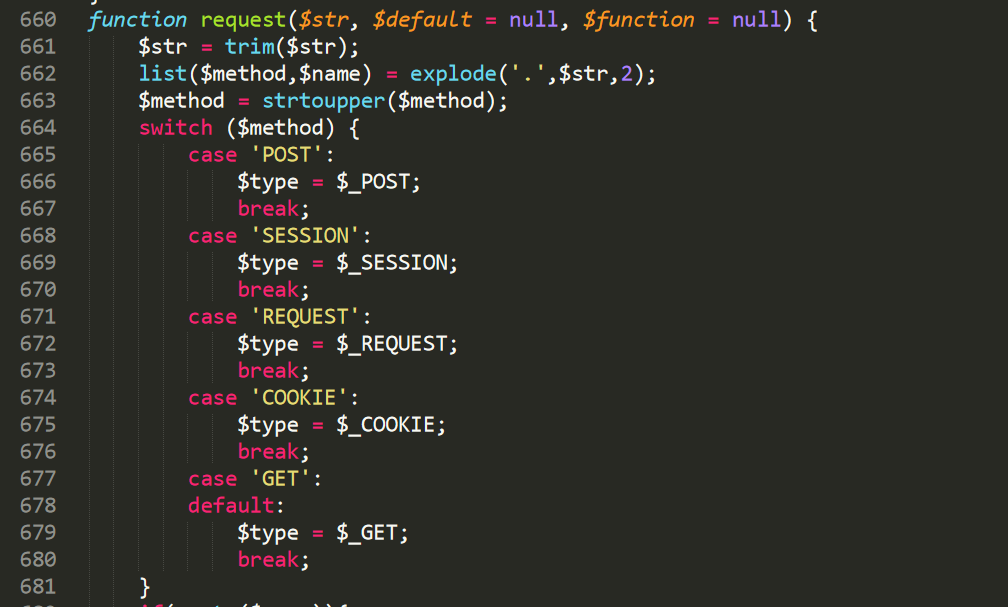 660 function request($str, $default = null, $function = null) {
661 $str = trim($str);
662 list($method,$name) = explode('.',$str,2);
663 $method = strtoupper($method);
664 switch ($method) {
665 case 'POST':
666 $type = $_POST;
667 break;
668 case 'SESSION':
669 $type = $_SESSION;
670 break;
671 case 'REQUEST':
672 $type = $_REQUEST;
673 break;
674 case 'COOKIE':
675 $type = $_COOKIE;
676 break;
677 case 'GET':
678 default:
679 $type = $_GET;
680 break;
681 }